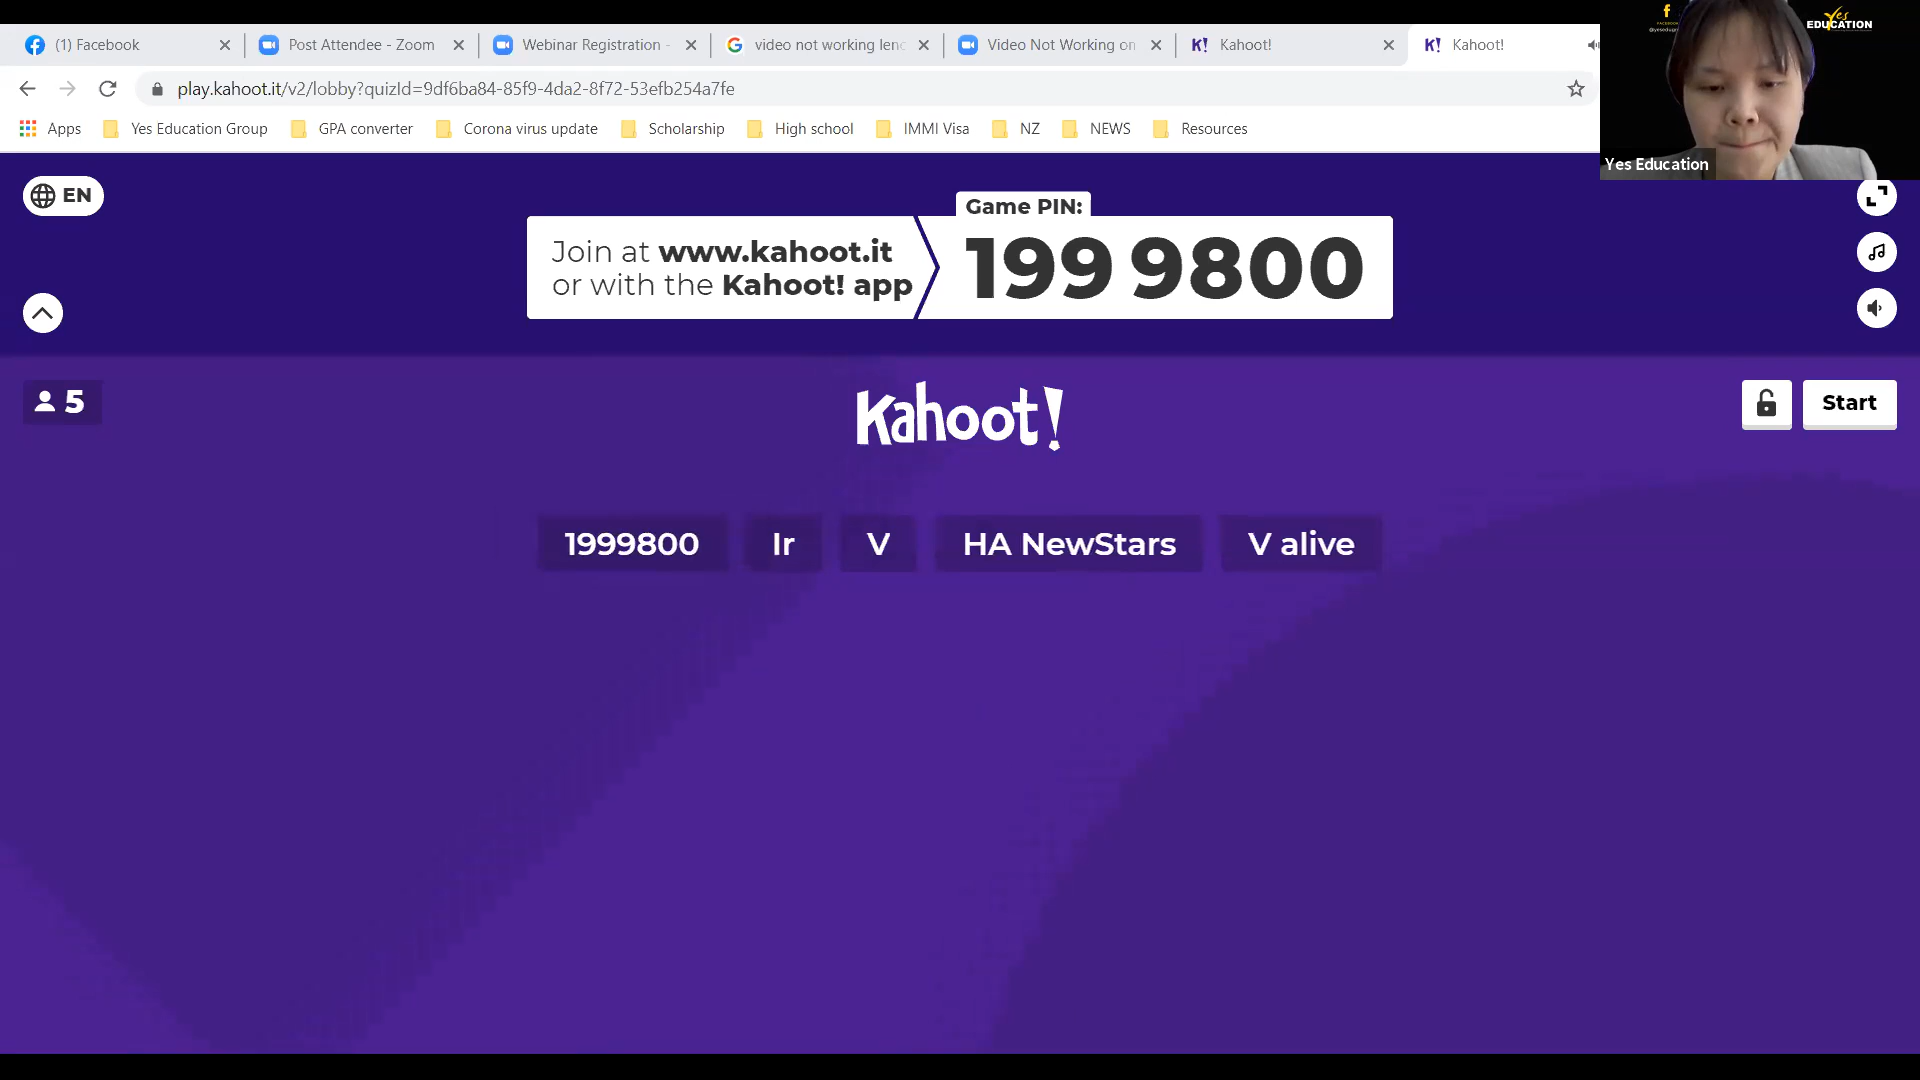 (1) Facebook
Post Attendee - Zoom
Webinar Registration -
video not working len
Video Not Working on
Kahoot!
Kahoot!
play.kahoot.it/v2/lobby?quizId=9df6ba84-85f9-4da2-8f72-53efb254a7fe
Apps
Yes Education Group
GPA converter
Corona virus update
Scholarship
High school
IMMI Visa
NZ
NEWS
Resources
Yes
EDUCATION
Yes Education
EN
Join at www.kahoot.it
or with the Kahoot! app
Game PIN:
199 9800
5
Kahoot!
Start
1999800
Ir
V
HA NewStars
V alive